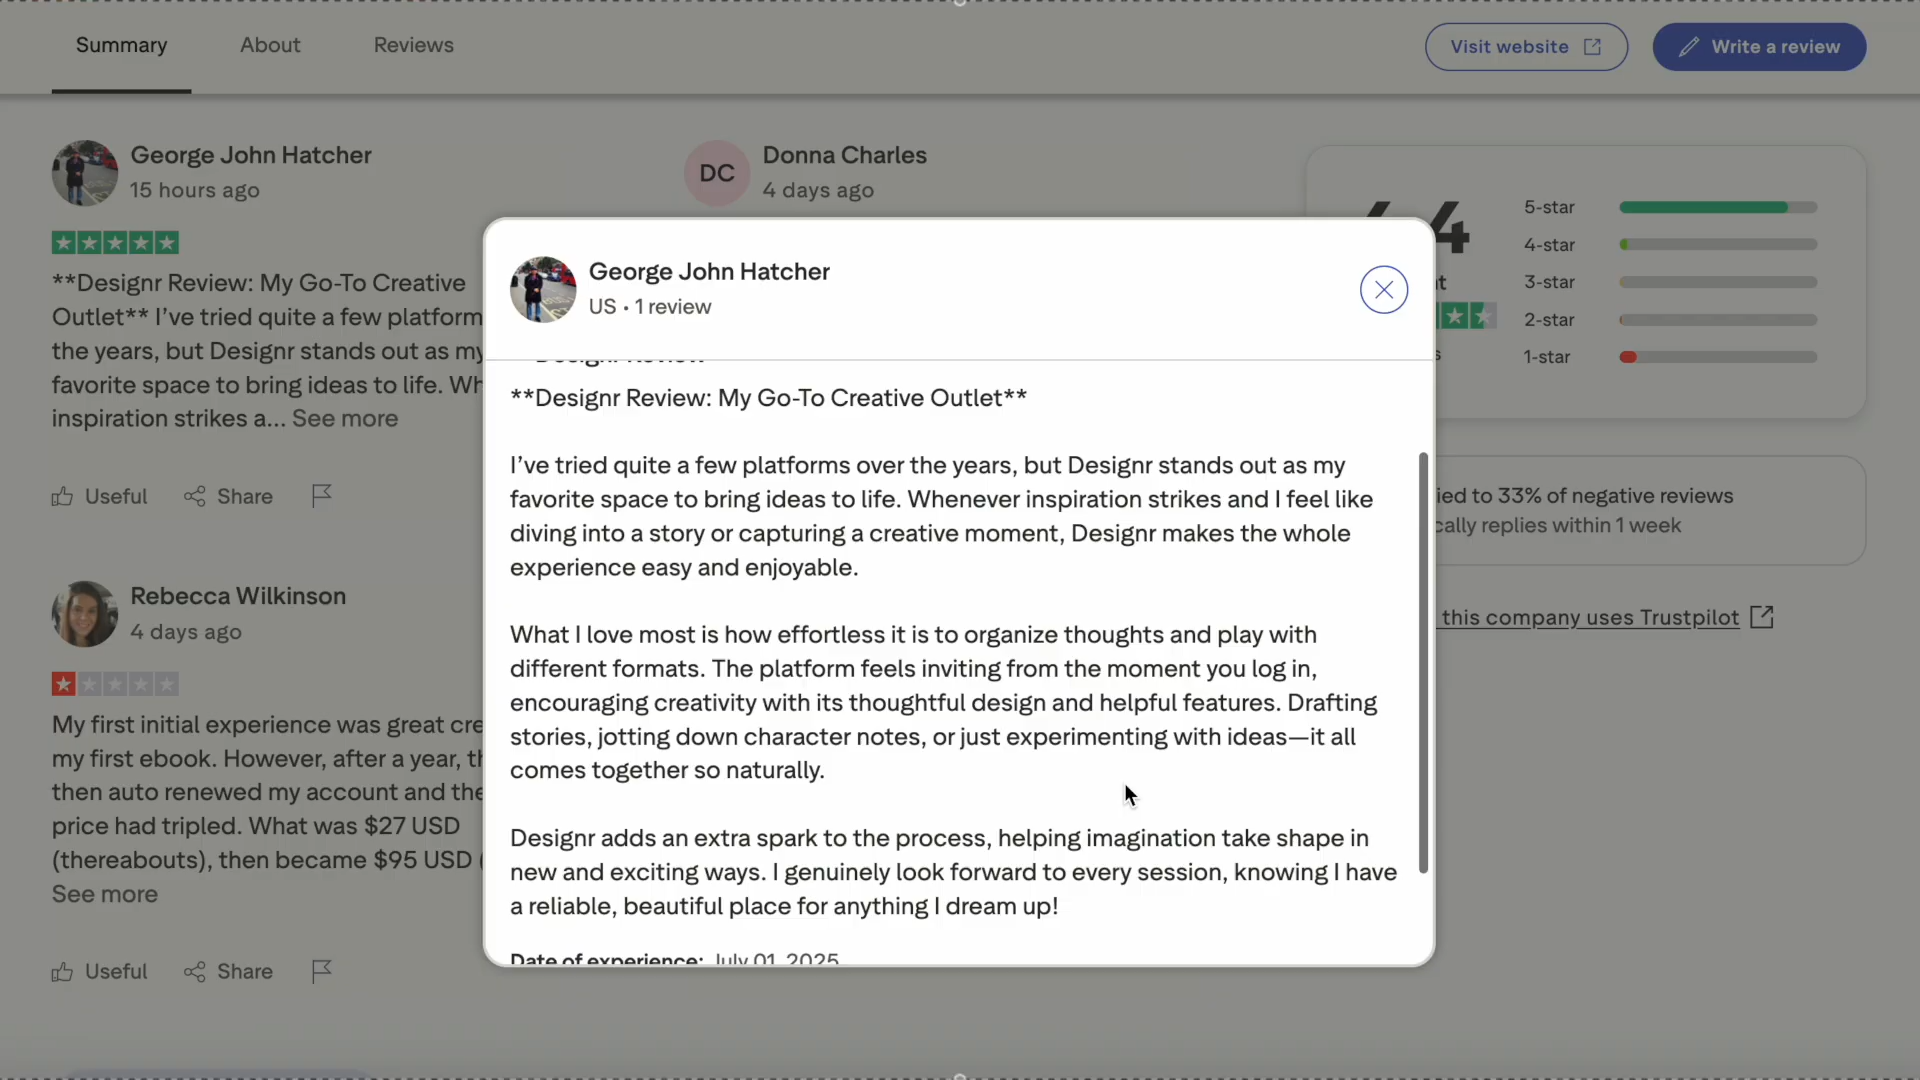 Summary
About
Reviews
Visit website
Write a review
George John Hatcher
15 hours ago
**Designr Review: My Go-To Creative
Outlet** I've tried quite a few platform
the years, but Designr stands out as my
favorite space to bring ideas to life. Wh
inspiration strikes a... See more
Useful
Share
DC
Donna Charles
4 days ago
Rebecca Wilkinson
4 days ago
My first initial experience was great cre
my first ebook. However, after a year, th
then auto renewed my account and the
price had tripled. What was $27 USD
(thereabouts), then became $95 USD (
See more
Useful
Share
George John Hatcher
US • 1 review
**Designr Review: My Go-To Creative Outlet**
I've tried quite a few platforms over the years, but Designr stands out as my
favorite space to bring ideas to life. Whenever inspiration strikes and I feel like
diving into a story or capturing a creative moment, Designr makes the whole
experience easy and enjoyable.
What I love most is how effortless it is to organize thoughts and play with
different formats. The platform feels inviting from the moment you log in,
encouraging creativity with its thoughtful design and helpful features. Drafting
stories, jotting down character notes, or just experimenting with ideas—it all
comes together so naturally.
Designr adds an extra spark to the process, helping imagination take shape in
new and exciting ways. I genuinely look forward to every session, knowing I have
a reliable, beautiful place for anything I dream up!
Date of experience: July 01, 2025
5-star
4-star
3-star
2-star
1-star
ied to 33% of negative reviews
cally replies within 1 week
this company uses Trustpilot